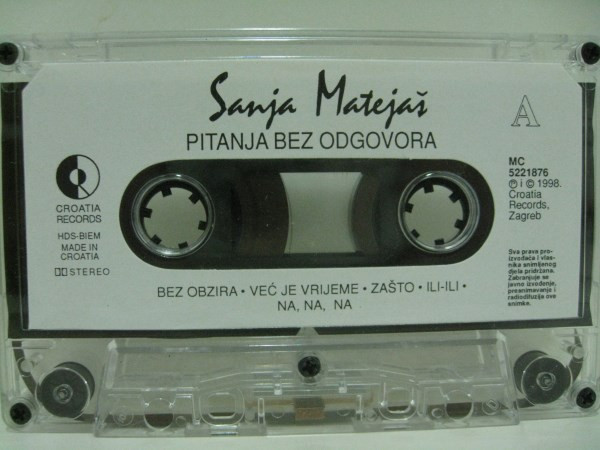 Sanja Matejaš
PITANJA BEZ ODGOVORA
A
CROATIA
RECORDS
HDS-BIEM
MADE IN
CROATIA
STEREO
MC
5221876
℗ i © 1998.
Croatia
Records,
Zagreb
Sva prava pro-
izvođača i vlas-
nika snimljenog
djela pridržana.
Zabranjuje se
javno izvođenje,
presnimavanje i
radiodifuzija ove
snimke.
BEZ OBZIRA • VEĆ JE VRIJEME • ZAŠTO • ILI-ILI •
NA, NA, NA